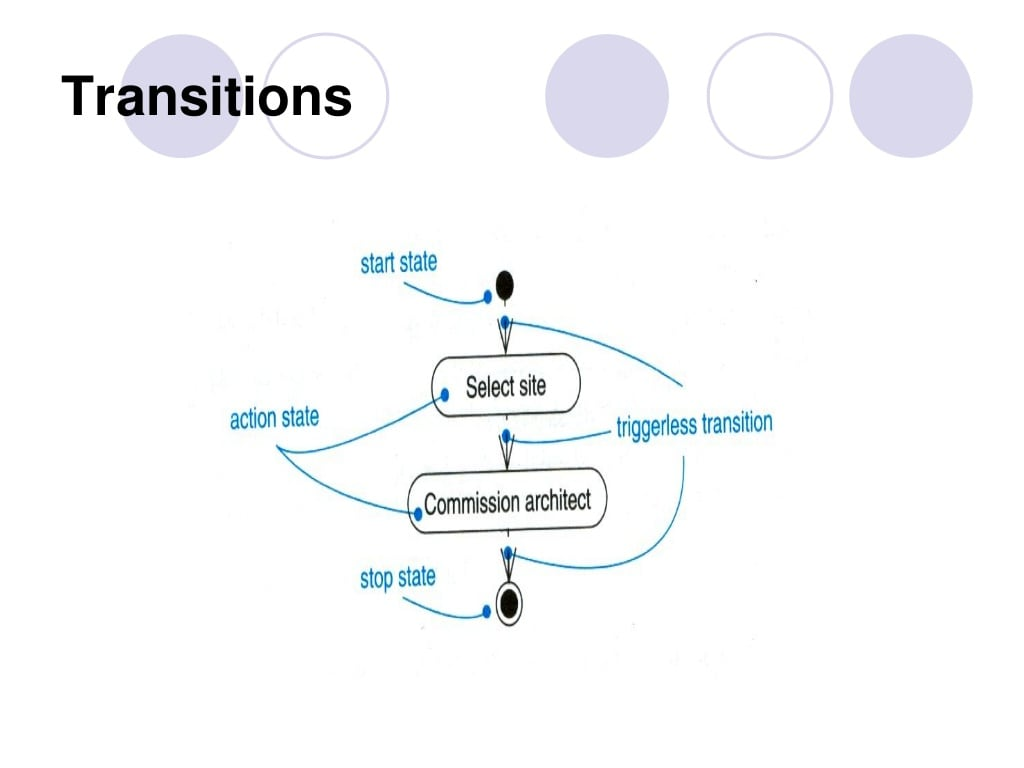 Transitions
start state
Select site
action state
triggerless transition
Commission architect
stop state